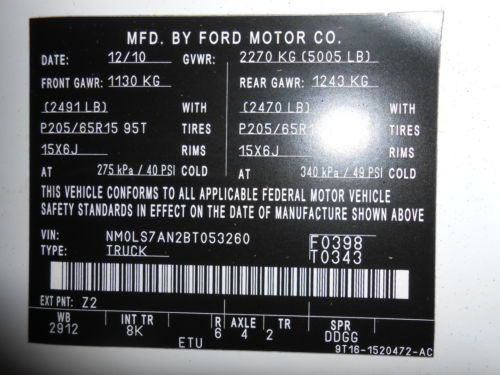 MFD. BY FORD MOTOR CO.
DATE: 12/10 GVWR: 2270 KG (5005 LB)
FRONT GAWR: 1130 KG REAR GAWR: 1243 KG
(2491 LB) WITH (2470 LB) WITH
P205/65R15 95T TIRES P205/65R15 95T TIRES
15X6J RIMS 15X6J RIMS
AT 275 kPa / 40 PSI COLD AT 340 kPa / 49 PSI COLD
THIS VEHICLE CONFORMS TO ALL APPLICABLE FEDERAL MOTOR VEHICLE
SAFETY STANDARDS IN EFFECT ON THE DATE OF MANUFACTURE SHOWN ABOVE
VIN: NM0LS7AN2BT053260 F0398
TYPE: TRUCK T0343
EXT PNT: Z2
WB INT TR R AXLE TR SPR
2912 8K 6 4 2 DDGG
ETU 9T16-1520472-AC